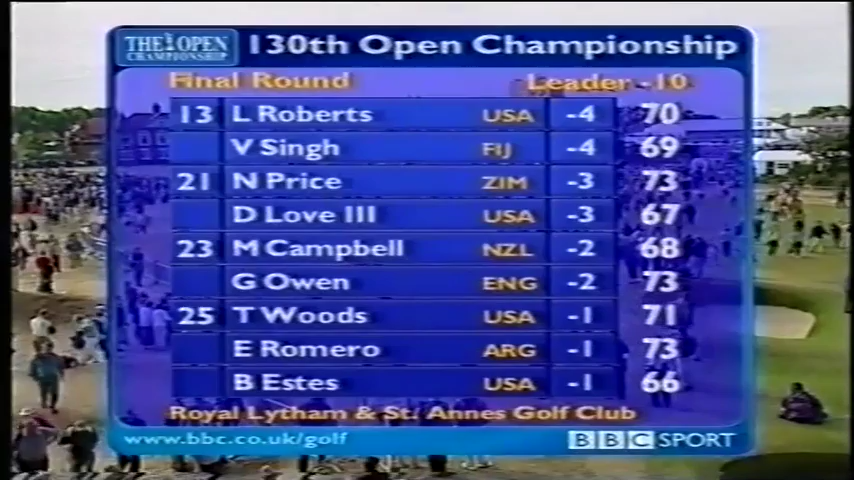 THE OPEN
CHAMPIONSHIP
130th Open Championship
Final Round Leader -10
13 L Roberts USA -4 70
V Singh FIJ -4 69
21 N Price ZIM -3 73
D Love III USA -3 67
23 M Campbell NZL -2 68
G Owen ENG -2 73
25 T Woods USA -1 71
E Romero ARG -1 73
B Estes USA -1 66
Royal Lytham & St. Annes Golf Club
www.bbc.co.uk/golf BBC SPORT